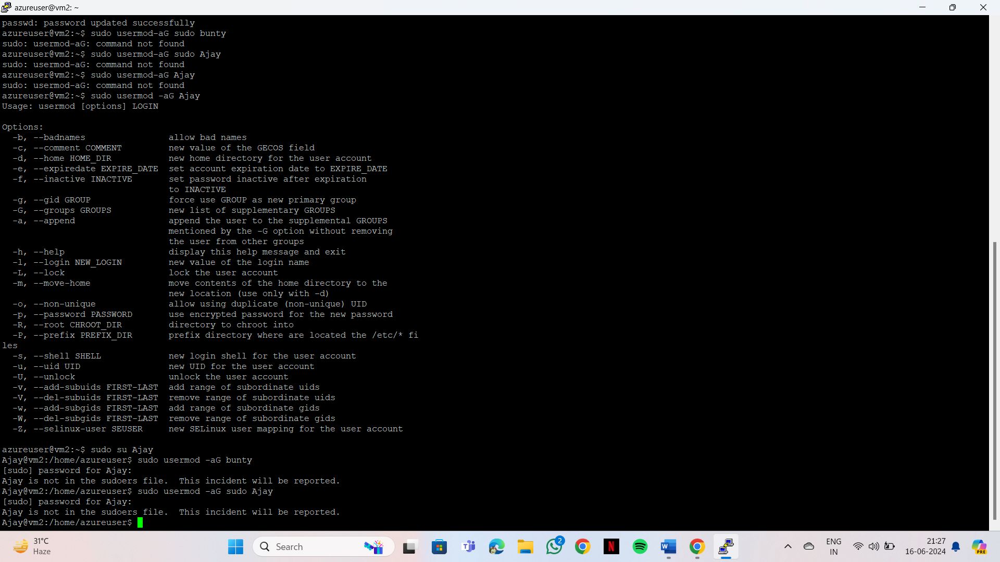 azureuser@vm2: ~
passwd: password updated successfully
azureuser@vm2:~$ sudo usermod-aG sudo bunty
sudo: usermod-aG: command not found
azureuser@vm2:~$ sudo usermod-aG sudo Ajay
sudo: usermod-aG: command not found
azureuser@vm2:~$ sudo usermod-aG Ajay
sudo: usermod-aG: command not found
azureuser@vm2:~$ sudo usermod -aG Ajay
Usage: usermod [options] LOGIN
Options:
-b, --badnames allow bad names
-c, --comment COMMENT new value of the GECOS field
-d, --home HOME_DIR new home directory for the user account
-e, --expiredate EXPIRE_DATE set account expiration date to EXPIRE_DATE
-f, --inactive INACTIVE set password inactive after expiration
to INACTIVE
-g, --gid GROUP force use GROUP as new primary group
-G, --groups GROUPS new list of supplementary GROUPS
-a, --append append the user to the supplemental GROUPS
mentioned by the -G option without removing
the user from other groups
-h, --help display this help message and exit
-l, --login NEW_LOGIN new value of the login name
-L, --lock lock the user account
-m, --move-home move contents of the home directory to the
new location (use only with -d)
-o, --non-unique allow using duplicate (non-unique) UID
-p, --password PASSWORD use encrypted password for the new password
-R, --root CHROOT_DIR directory to chroot into
-P, --prefix PREFIX_DIR prefix directory where are located the /etc/* fi
les
-s, --shell SHELL new login shell for the user account
-u, --uid UID new UID for the user account
-U, --unlock unlock the user account
-v, --add-subuids FIRST-LAST add range of subordinate uids
-V, --del-subuids FIRST-LAST remove range of subordinate uids
-w, --add-subgids FIRST-LAST add range of subordinate gids
-W, --del-subgids FIRST-LAST remove range of subordinate gids
-Z, --selinux-user SEUSER new SELinux user mapping for the user account
azureuser@vm2:~$ sudo su Ajay
Ajay@vm2:/home/azureuser$ sudo usermod -aG bunty
[sudo] password for Ajay:
Ajay is not in the sudoers file.  This incident will be reported.
Ajay@vm2:/home/azureuser$ sudo usermod -aG sudo Ajay
[sudo] password for Ajay:
Ajay is not in the sudoers file.  This incident will be reported.
Ajay@vm2:/home/azureuser$
31°C
Haze
Search
2
N
W
ENG
IN
21:27
16-06-2024
PRE